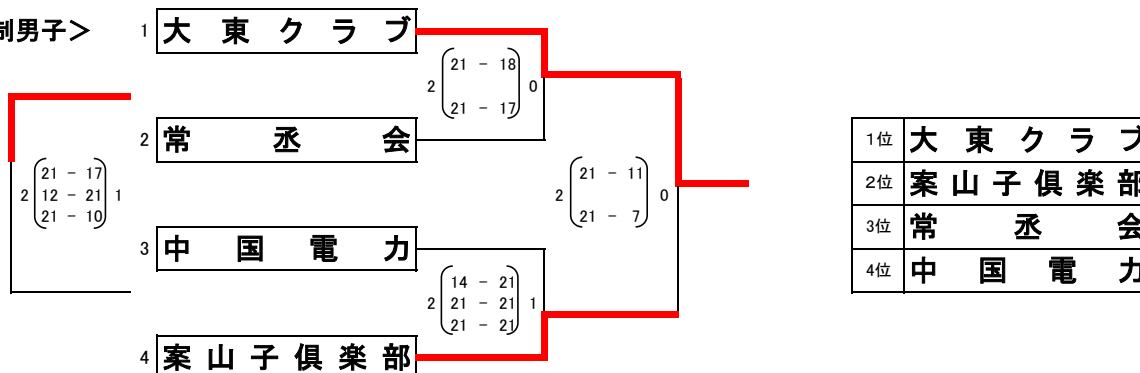 制男子＞
1 大東クラブ
2 ( 21 - 18 ) 0
21 - 17
2 常丞会
2 ( 21 - 17 ) 1
12 - 21
21 - 10
2 ( 21 - 11 ) 0
21 - 7
3 中国電力
2 ( 14 - 21 ) 1
21 - 21
21 - 21
4 案山子倶楽部
1位 大東クラブ
2位 案山子倶楽部
3位 常丞会
4位 中国電力